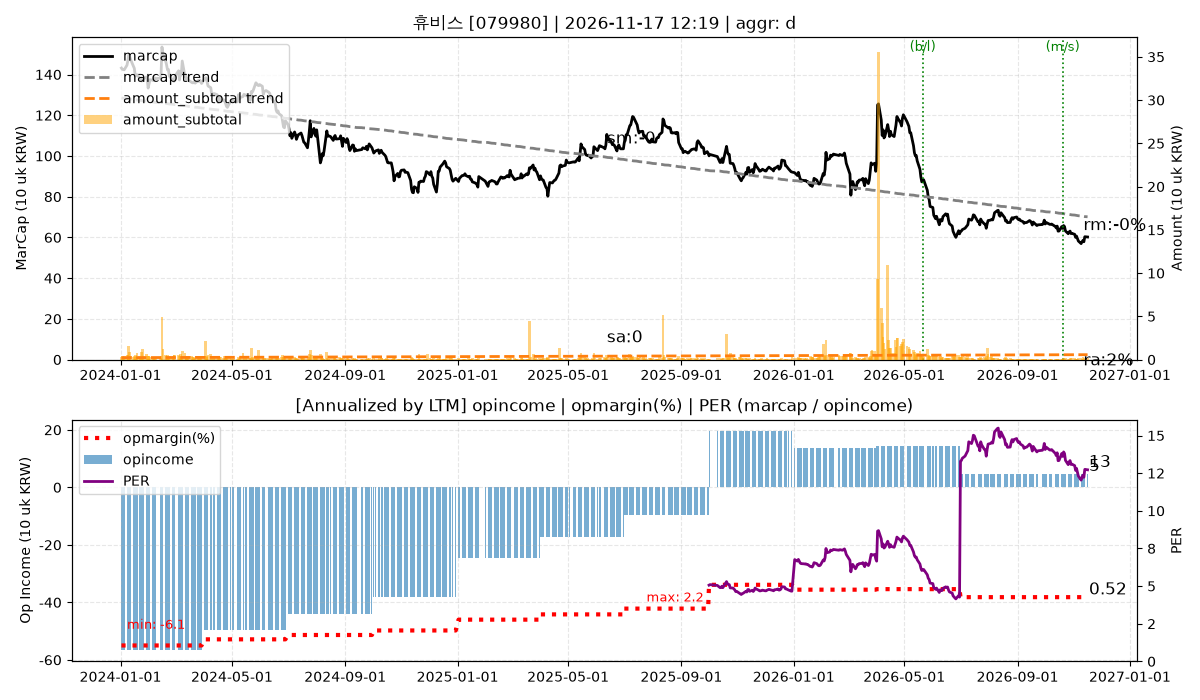 휴비스 [079980] | 2026-11-17 12:19 | aggr: d
(b/l)
(m/s)
marcap
marcap trend
amount_subtotal trend
amount_subtotal
MarCap (10 uk KRW)
140
120
100
80
60
40
20
0
35
30
25
20
15
10
5
0
Amount (10 uk KRW)
sm:-0
rm:-0%
sa:0
ra:2%
2024-01-01
2024-05-01
2024-09-01
2025-01-01
2025-05-01
2025-09-01
2026-01-01
2026-05-01
2026-09-01
2027-01-01
[Annualized by LTM] opincome | opmargin(%) | PER (marcap / opincome)
opmargin(%)
opincome
PER
Op Income (10 uk KRW)
20
0
-20
-40
-60
15
12
10
8
5
2
0
PER
13
5
0.52
max: 2.2
min: -6.1
2024-01-01
2024-05-01
2024-09-01
2025-01-01
2025-05-01
2025-09-01
2026-01-01
2026-05-01
2026-09-01
2027-01-01